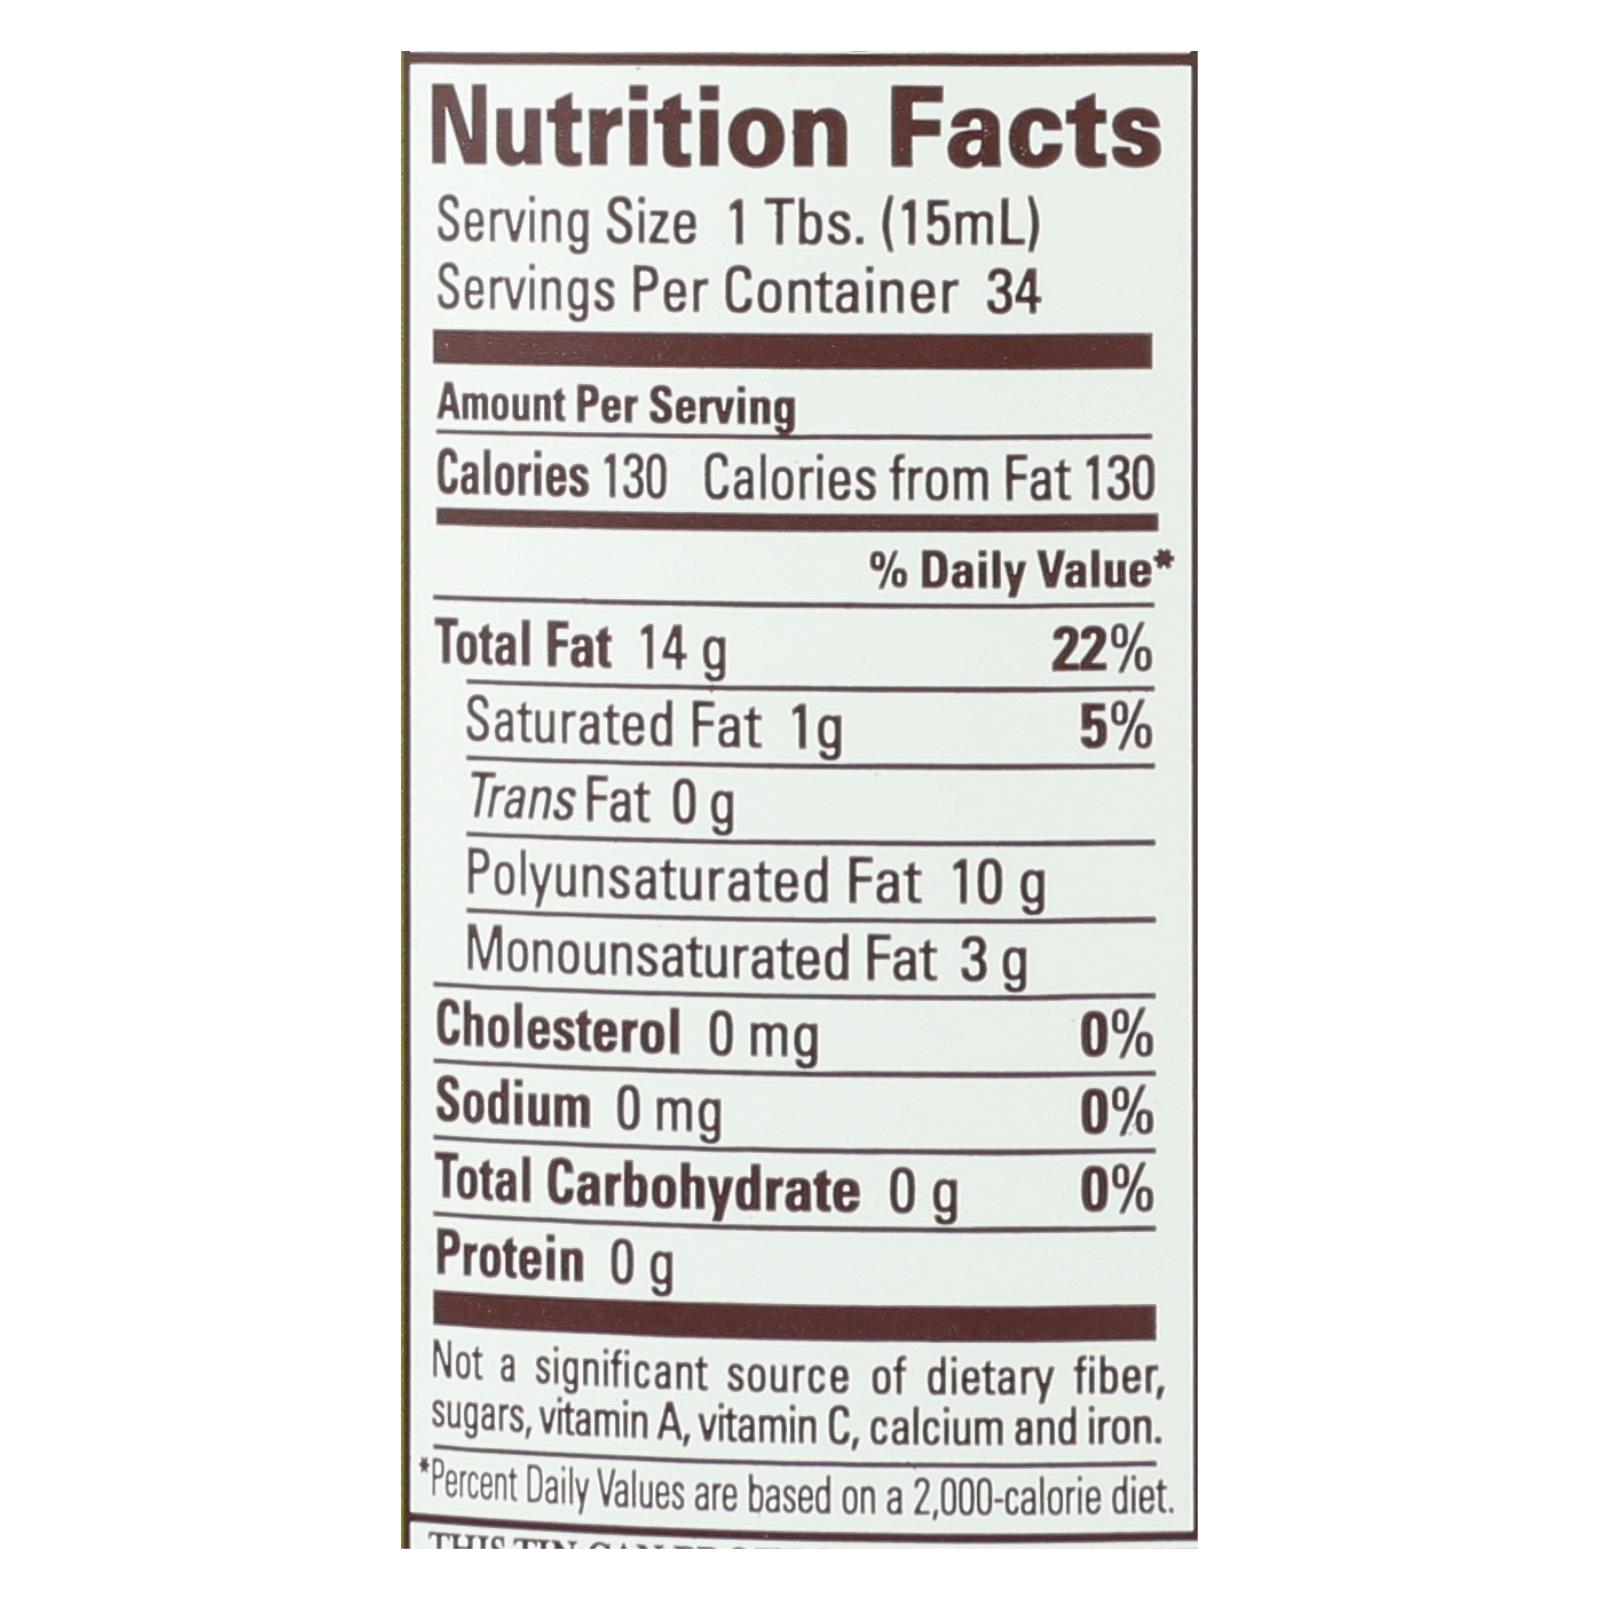 Nutrition Facts
Serving Size 1 Tbs. (15mL)
Servings Per Container 34
Amount Per Serving
Calories 130 Calories from Fat 130
% Daily Value*
Total Fat 14 g 22%
Saturated Fat 1g 5%
Trans Fat 0 g
Polyunsaturated Fat 10 g
Monounsaturated Fat 3 g
Cholesterol 0 mg 0%
Sodium 0 mg 0%
Total Carbohydrate 0 g 0%
Protein 0 g
Not a significant source of dietary fiber,
sugars, vitamin A, vitamin C, calcium and iron.
*Percent Daily Values are based on a 2,000-calorie diet.
THIS TIN CAN